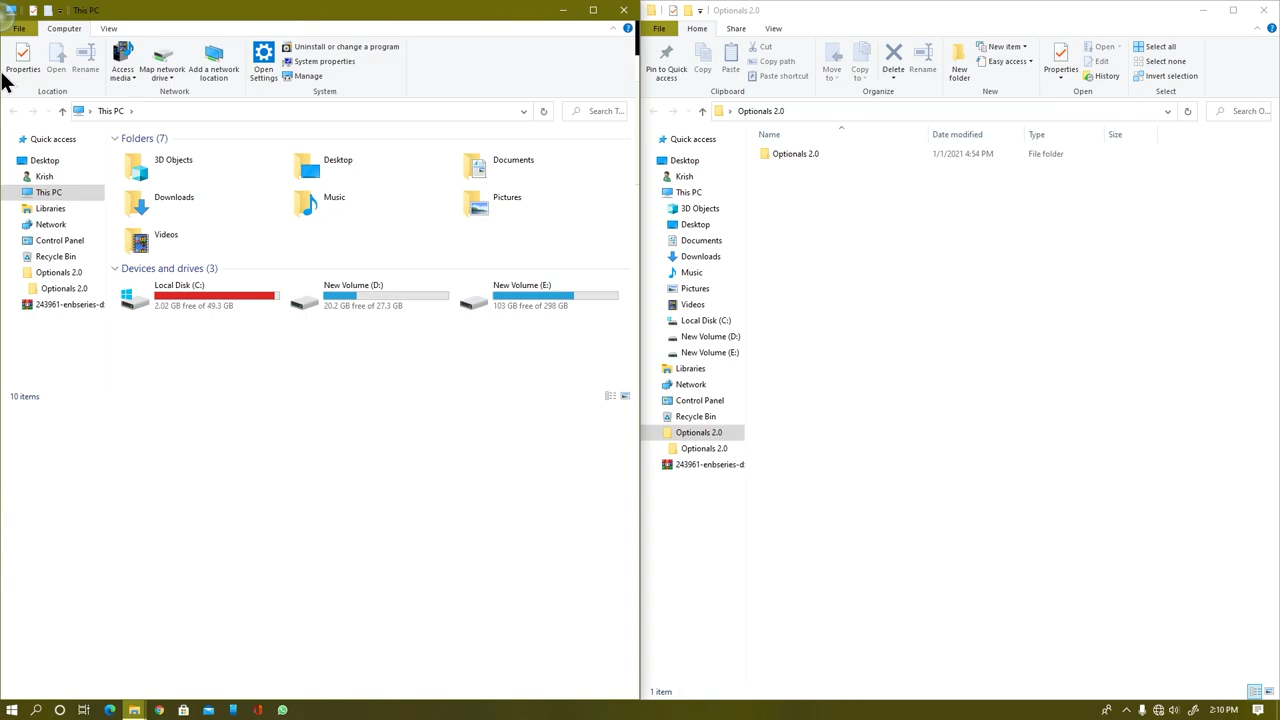 This PC
File
Computer
View
Properties
Open
Rename
Access media
Map network drive
Add a network location
Open Settings
Uninstall or change a program
System properties
Manage
Location
Network
System
This PC
Search T...
Quick access
Desktop
Krish
This PC
Libraries
Network
Control Panel
Recycle Bin
Optionals 2.0
Optionals 2.0
243961-enbseries-d:
Folders (7)
3D Objects
Desktop
Documents
Downloads
Music
Pictures
Videos
Devices and drives (3)
Local Disk (C:)
2.02 GB free of 49.3 GB
New Volume (D:)
20.2 GB free of 27.3 GB
New Volume (E:)
103 GB free of 298 GB
10 items
Optionals 2.0
File
Home
Share
View
Pin to Quick access
Copy
Paste
Cut
Copy path
Paste shortcut
Move to
Copy to
Delete
Rename
New folder
New item
Easy access
Properties
Open
Edit
History
Select all
Select none
Invert selection
Clipboard
Organize
New
Open
Select
Optionals 2.0
Search O...
Name
Date modified
Type
Size
Optionals 2.0
1/1/2021 4:54 PM
File folder
Quick access
Desktop
Krish
This PC
3D Objects
Desktop
Documents
Downloads
Music
Pictures
Videos
Local Disk (C:)
New Volume (D:)
New Volume (E:)
Libraries
Network
Control Panel
Recycle Bin
Optionals 2.0
Optionals 2.0
243961-enbseries-d:
1 item
2:10 PM